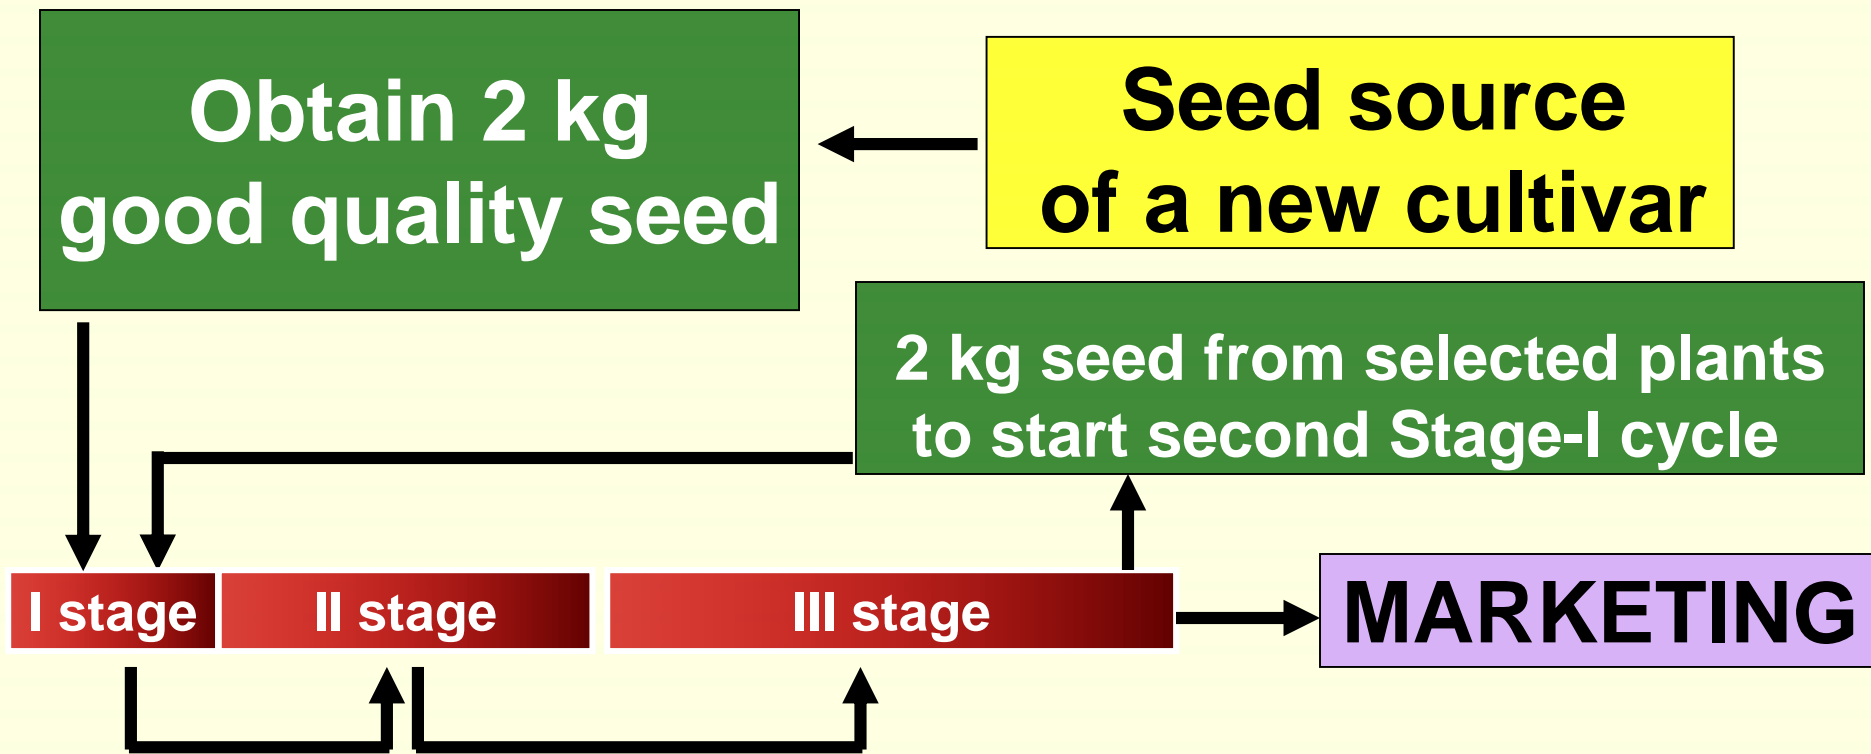 Obtain 2 kg
good quality seed
Seed source
of a new cultivar
2 kg seed from selected plants
to start second Stage-I cycle
I stage
II stage
III stage
MARKETING